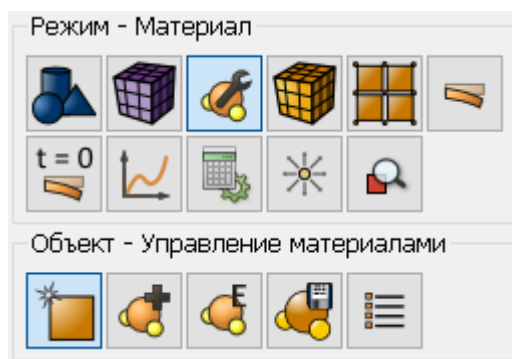 Режим - Материал
t = 0
Объект - Управление материалами
E